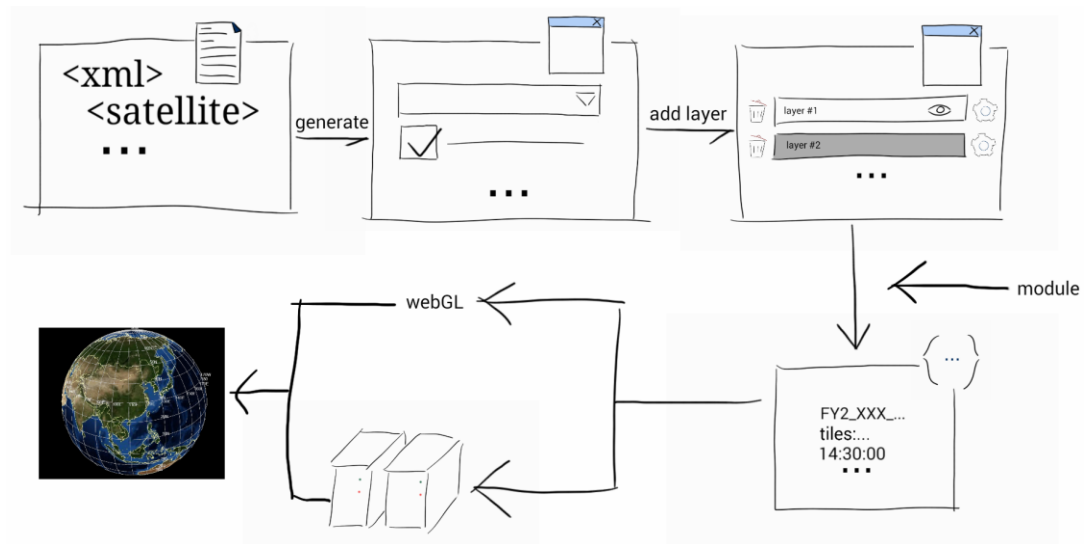 <xml>
<satellite>
...
generate
...
add layer
layer #1
layer #2
...
module
{...}
FY2_XXX_...
tiles:...
14:30:00
...
webGL